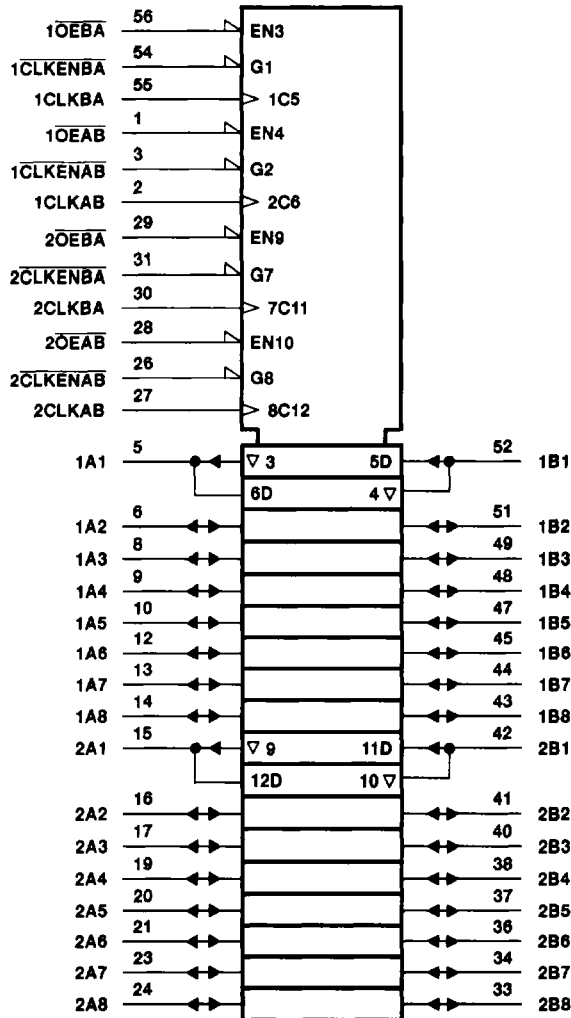 1OEBA 56 EN3
1CLKENBA 54 G1
1CLKBA 55 1C5
1OEAB 1 EN4
1CLKENAB 3 G2
1CLKAB 2 2C6
2OEBA 29 EN9
2CLKENBA 31 G7
2CLKBA 30 7C11
2OEAB 28 EN10
2CLKENAB 26 G8
2CLKAB 27 8C12
1A1 5 ▽ 3 5D 52 1B1
6D 4 ▽
1A2 6 51 1B2
1A3 8 49 1B3
1A4 9 48 1B4
1A5 10 47 1B5
1A6 12 45 1B6
1A7 13 44 1B7
1A8 14 43 1B8
2A1 15 ▽ 9 11D 42 2B1
12D 10 ▽
2A2 16 41 2B2
2A3 17 40 2B3
2A4 19 38 2B4
2A5 20 37 2B5
2A6 21 36 2B6
2A7 23 34 2B7
2A8 24 33 2B8